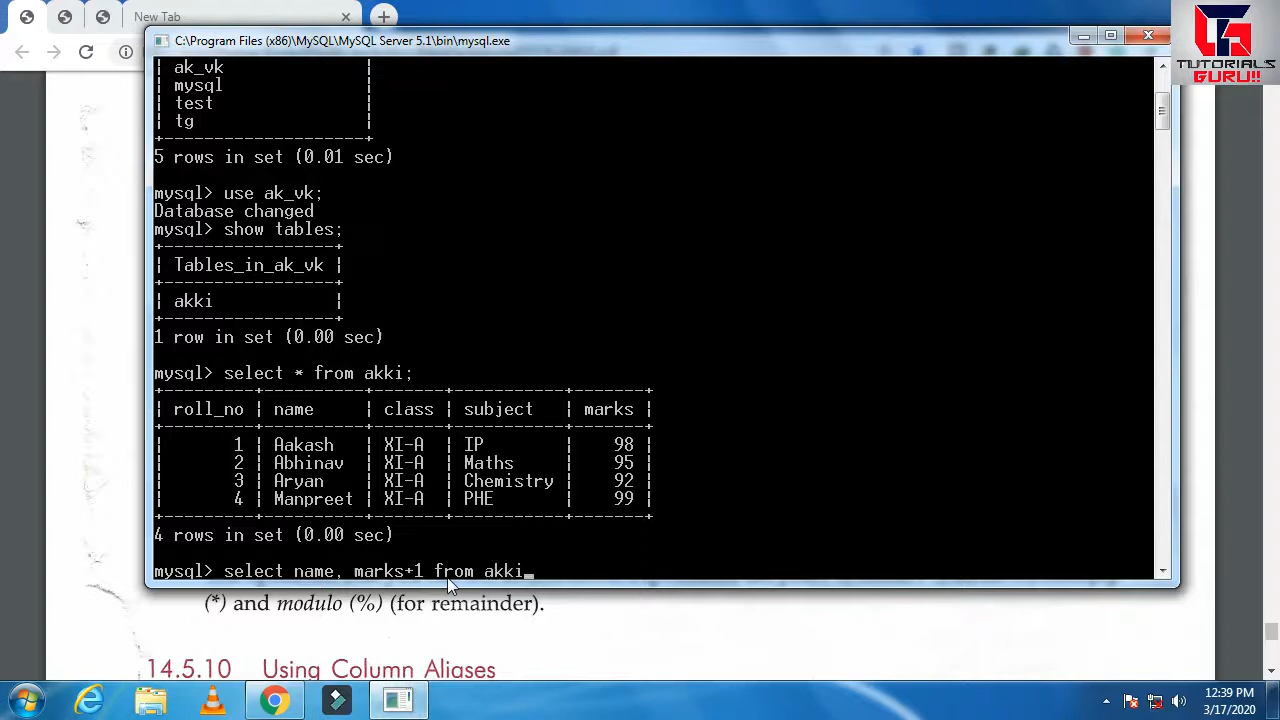 New Tab
C:\Program Files (x86)\MySQL\MySQL Server 5.1\bin\mysql.exe
TUTORIALS
GURU!!
| ak_vk |
| mysql |
| test |
| tg |
+--------------------+
5 rows in set (0.01 sec)
mysql> use ak_vk;
Database changed
mysql> show tables;
+-----------------+
| Tables_in_ak_vk |
+-----------------+
| akki |
+-----------------+
1 row in set (0.00 sec)
mysql> select * from akki;
+---------+----------+-------+-----------+-------+
| roll_no | name | class | subject | marks |
+---------+----------+-------+-----------+-------+
| 1 | Aakash | XI-A | IP | 98 |
| 2 | Abhinav | XI-A | Maths | 95 |
| 3 | Aryan | XI-A | Chemistry | 92 |
| 4 | Manpreet | XI-A | PHE | 99 |
+---------+----------+-------+-----------+-------+
4 rows in set (0.00 sec)
mysql> select name, marks+1 from akki_
(*) and modulo (%) (for remainder).
14.5.10 Using Column Aliases
12:39 PM
3/17/2020